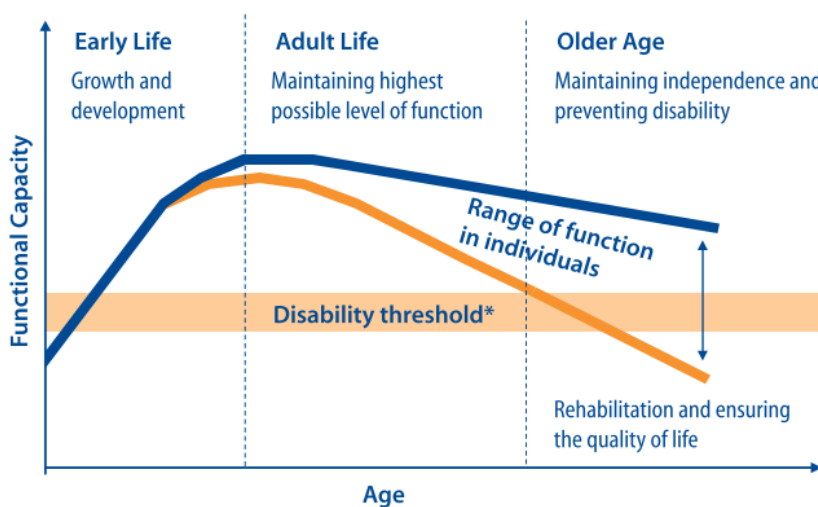 Early Life
Growth and
development
Adult Life
Maintaining highest
possible level of function
Older Age
Maintaining independence and
preventing disability
Functional Capacity
Range of function
in individuals
Disability threshold*
Rehabilitation and ensuring
the quality of life
Age